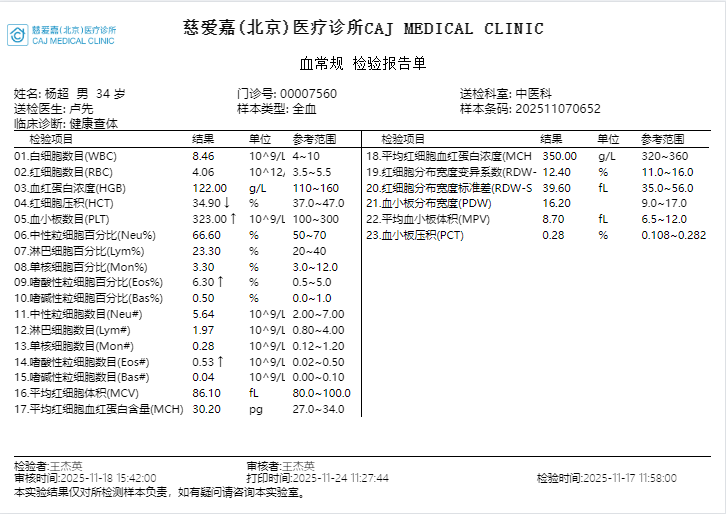 慈爱嘉(北京)医疗诊所
CAJ MEDICAL CLINIC
慈爱嘉(北京)医疗诊所CAJ MEDICAL CLINIC
血常规 检验报告单
姓名: 杨超 男 34 岁 门诊号: 00007560 送检科室: 中医科
送检医生: 卢先 样本类型: 全血 样本条码: 202511070652
临床诊断: 健康查体
检验项目 结果 单位 参考范围 检验项目 结果 单位 参考范围
01.白细胞数目(WBC) 8.46 10^9/L 4~10 18.平均红细胞血红蛋白浓度(MCH 350.00 g/L 320~360
02.红细胞数目(RBC) 4.06 10^12/ 3.5~5.5 19.红细胞分布宽度变异系数(RDW- 12.40 % 11.0~16.0
03.血红蛋白浓度(HGB) 122.00 g/L 110~160 20.红细胞分布宽度标准差(RDW-S 39.60 fL 35.0~56.0
04.红细胞压积(HCT) 34.90↓ % 37.0~47.0 21.血小板分布宽度(PDW) 16.20 9.0~17.0
05.血小板数目(PLT) 323.00↑ 10^9/L 100~300 22.平均血小板体积(MPV) 8.70 fL 6.5~12.0
06.中性粒细胞百分比(Neu%) 66.60 % 50~70 23.血小板压积(PCT) 0.28 % 0.108~0.282
07.淋巴细胞百分比(Lym%) 23.30 % 20~40
08.单核细胞百分比(Mon%) 3.30 % 3.0~12.0
09.嗜酸性粒细胞百分比(Eos%) 6.30↑ % 0.5~5.0
10.嗜碱性粒细胞百分比(Bas%) 0.50 % 0.0~1.0
11.中性粒细胞数目(Neu#) 5.64 10^9/L 2.00~7.00
12.淋巴细胞数目(Lym#) 1.97 10^9/L 0.80~4.00
13.单核细胞数目(Mon#) 0.28 10^9/L 0.12~1.20
14.嗜酸性粒细胞数目(Eos#) 0.53↑ 10^9/L 0.02~0.50
15.嗜碱性粒细胞数目(Bas#) 0.04 10^9/L 0.00~0.10
16.平均红细胞体积(MCV) 86.10 fL 80.0~100.0
17.平均红细胞血红蛋白含量(MCH) 30.20 pg 27.0~34.0
检验者:王杰英 审核者:王杰英
审核时间:2025-11-18 15:42:00 打印时间:2025-11-24 11:27:44 检验时间:2025-11-17 11:58:00
本实验结果仅对所检测样本负责，如有疑问请咨询本实验室。